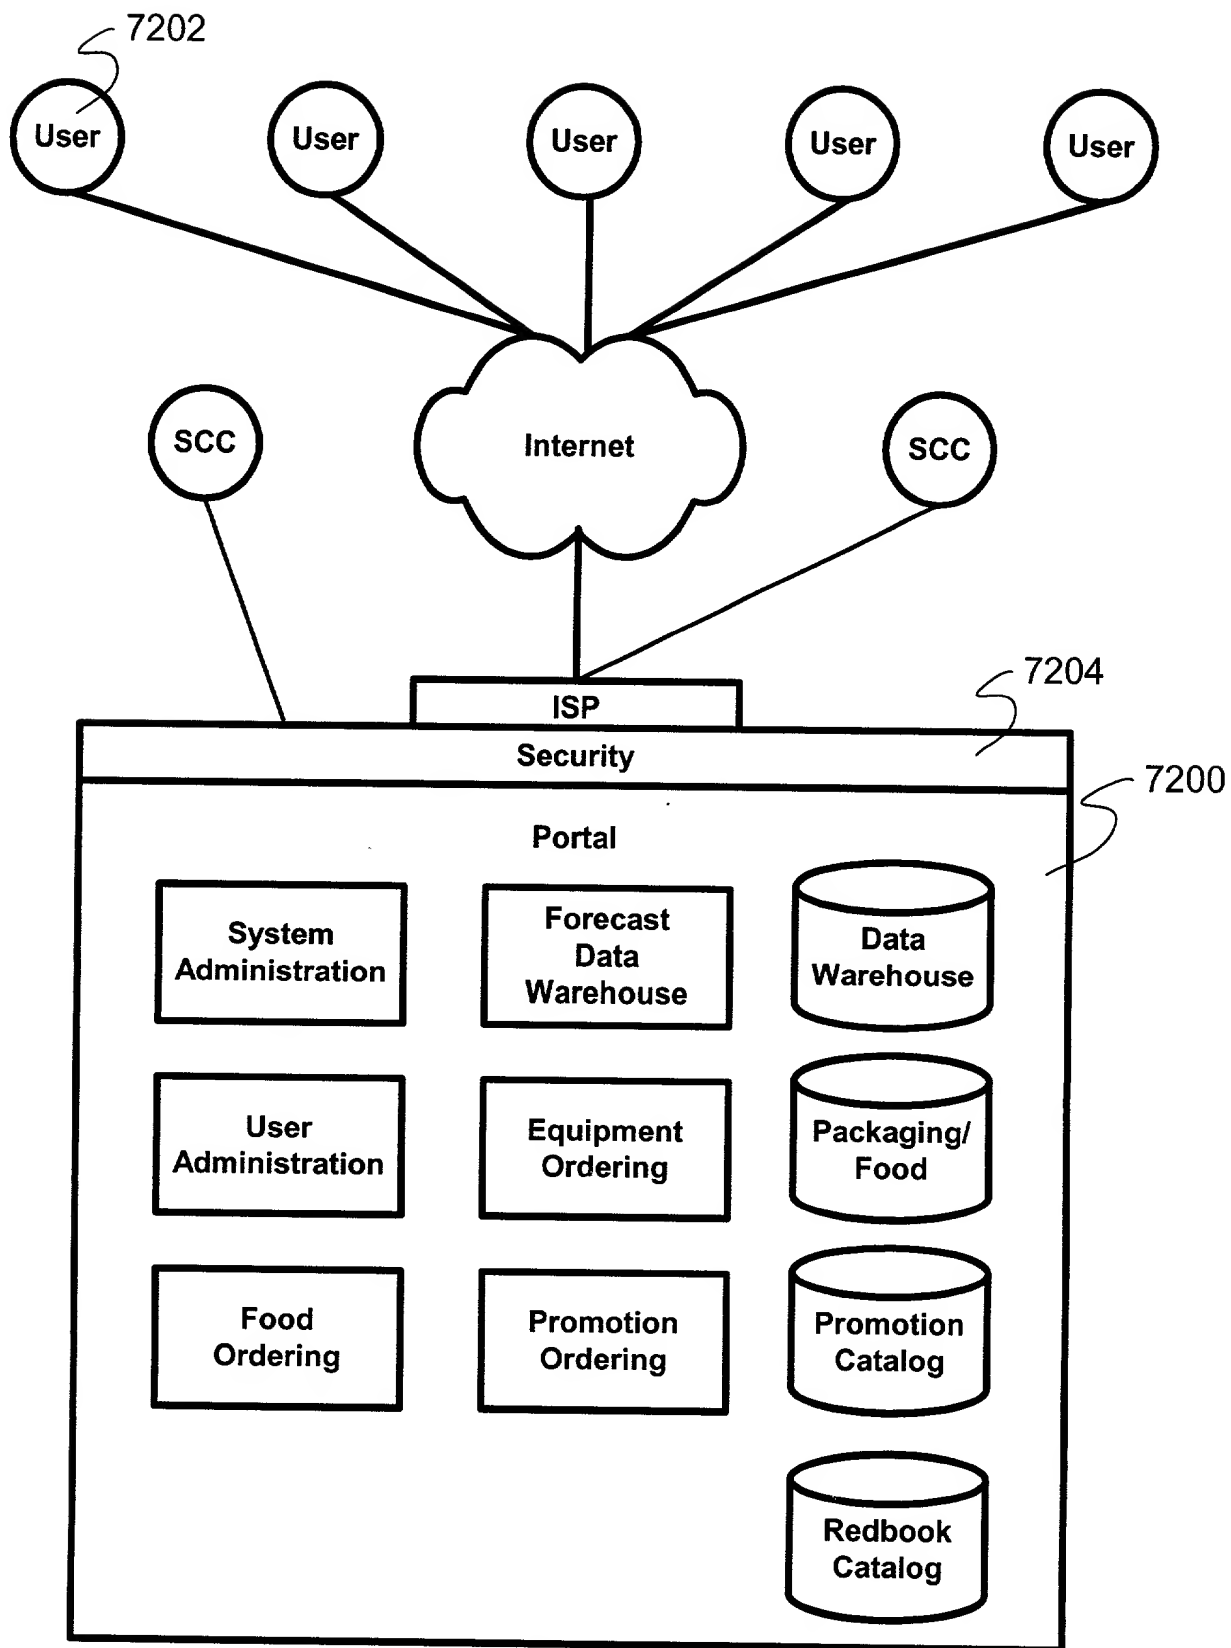 7202
User
User
User
User
User
SCC
Internet
SCC
7204
ISP
Security
7200
Portal
System
Administration
Forecast
Data
Warehouse
Data
Warehouse
User
Administration
Equipment
Ordering
Packaging/
Food
Food
Ordering
Promotion
Ordering
Promotion
Catalog
Redbook
Catalog